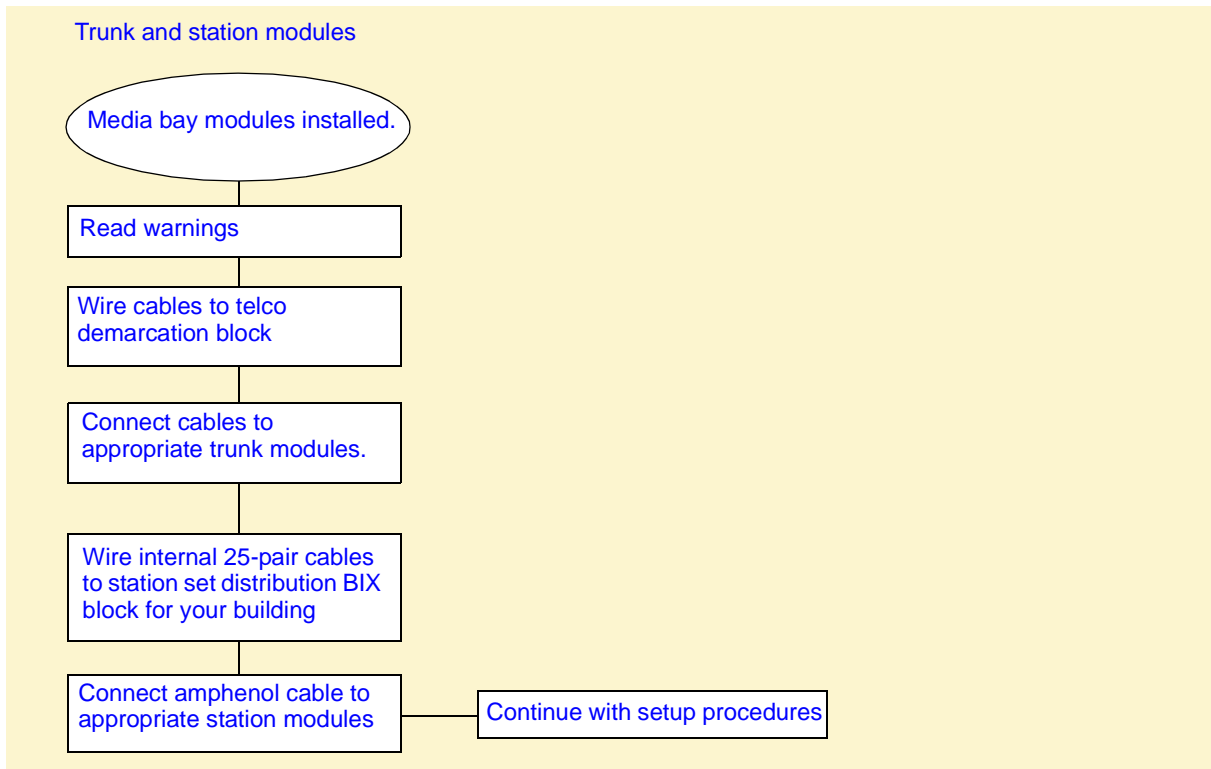 Trunk and station modules
Media bay modules installed.
Read warnings
Wire cables to telco
demarcation block
Connect cables to
appropriate trunk modules.
Wire internal 25-pair cables
to station set distribution BIX
block for your building
Connect amphenol cable to
appropriate station modules
Continue with setup procedures